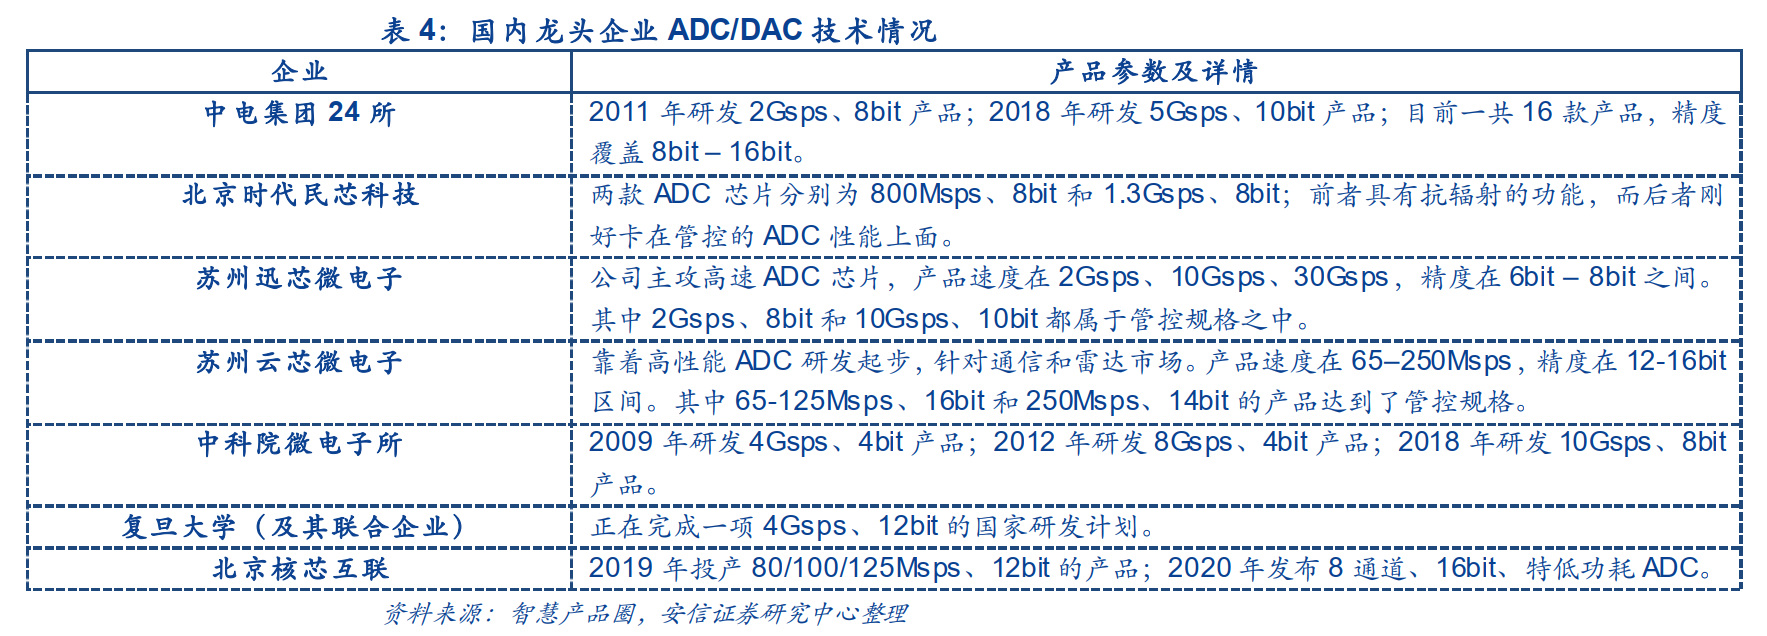 表 4：国内龙头企业 ADC/DAC 技术情况
企业 产品参数及详情
中电集团 24 所 2011 年研发 2Gsps、8bit 产品；2018 年研发 5Gsps、10bit 产品；目前一共 16 款产品，精度
覆盖 8bit – 16bit。
北京时代民芯科技 两款 ADC 芯片分别为 800Msps、8bit 和 1.3Gsps、8bit；前者具有抗辐射的功能，而后者刚
好卡在管控的 ADC 性能上面。
苏州迅芯微电子 公司主攻高速 ADC 芯片，产品速度在 2Gsps、10Gsps、30Gsps，精度在 6bit – 8bit 之间。
其中 2Gsps、8bit 和 10Gsps、10bit 都属于管控规格之中。
苏州云芯微电子 靠着高性能 ADC 研发起步，针对通信和雷达市场。产品速度在 65–250Msps，精度在 12-16bit
区间。其中 65-125Msps、16bit 和 250Msps、14bit 的产品达到了管控规格。
中科院微电子所 2009 年研发 4Gsps、4bit 产品；2012 年研发 8Gsps、4bit 产品；2018 年研发 10Gsps、8bit
产品。
复旦大学（及其联合企业） 正在完成一项 4Gsps、12bit 的国家研发计划。
北京核芯互联 2019 年投产 80/100/125Msps、12bit 的产品；2020 年发布 8 通道、16bit、特低功耗 ADC。
资料来源：智慧产品圈，安信证券研究中心整理